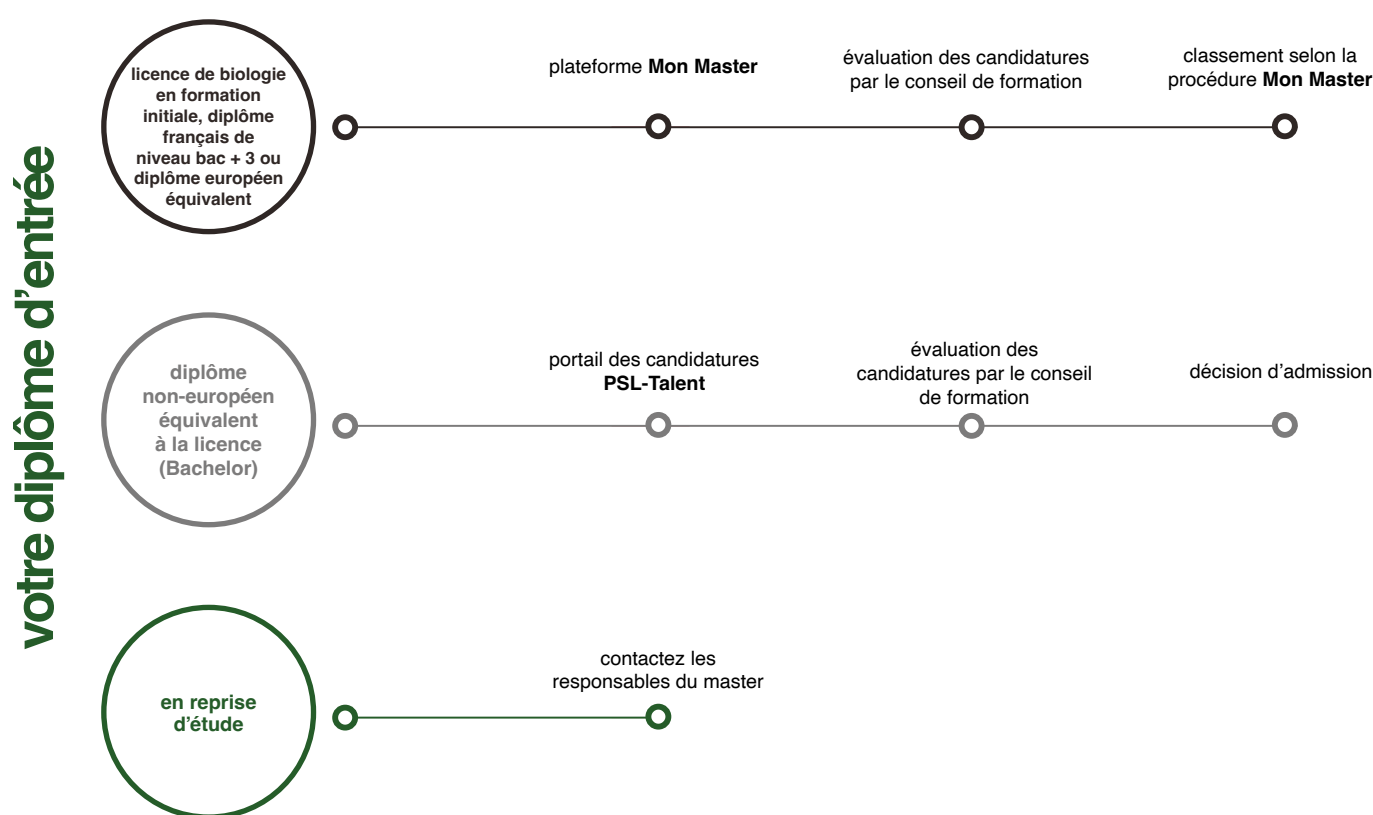 votre diplôme d’entrée
licence de biologie
en formation
initiale, diplôme
français de
niveau bac + 3 ou
diplôme européen
équivalent
plateforme Mon Master
évaluation des candidatures
par le conseil de formation
classement selon la
procédure Mon Master
diplôme
non-européen
équivalent
à la licence
(Bachelor)
portail des candidatures
PSL-Talent
évaluation des
candidatures par le conseil
de formation
décision d’admission
en reprise
d’étude
contactez les
responsables du master